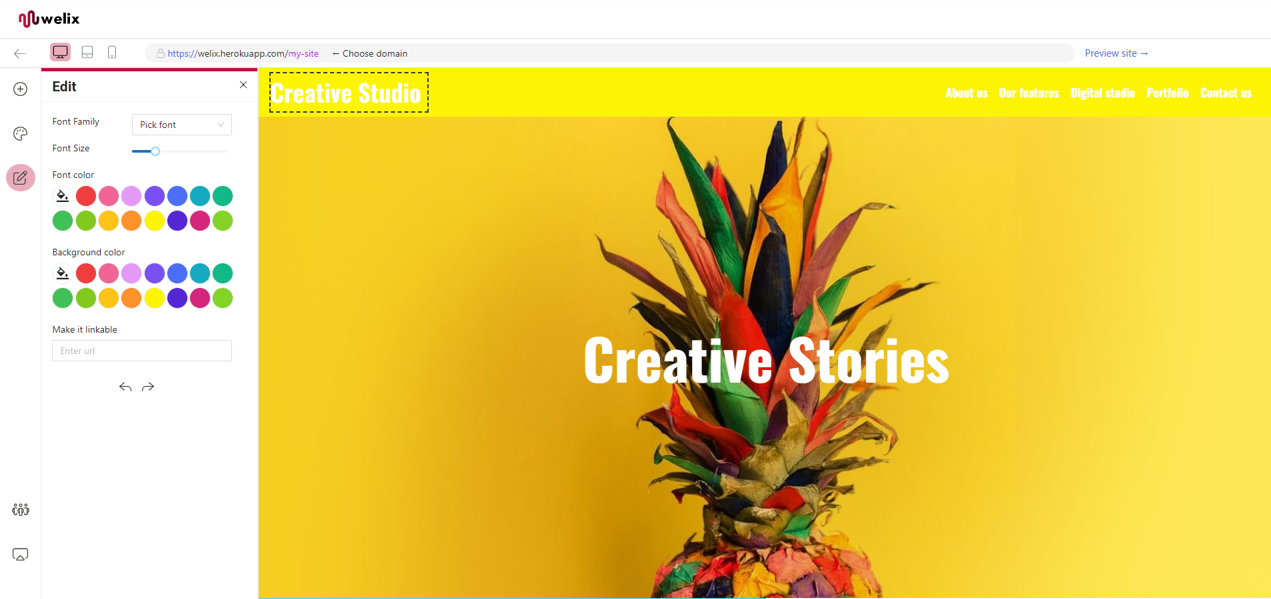 welix
https://welix.herokuapp.com/my-site ← Choose domain
Preview site →
Edit
Font Family
Pick font
Font Size
Font color
Background color
Make it linkable
Enter url
Creative Studio
About us Our features Digital studio Portfolio Contact us
Creative Stories